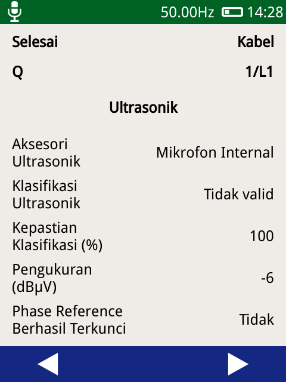 50.00Hz 14:28
Selesai Kabel
Q 1/L1
Ultrasonik
Aksesori
Ultrasonik Mikrofon Internal
Klasifikasi
Ultrasonik Tidak valid
Kepastian
Klasifikasi (%) 100
Pengukuran
(dBµV) -6
Phase Reference
Berhasil Terkunci Tidak